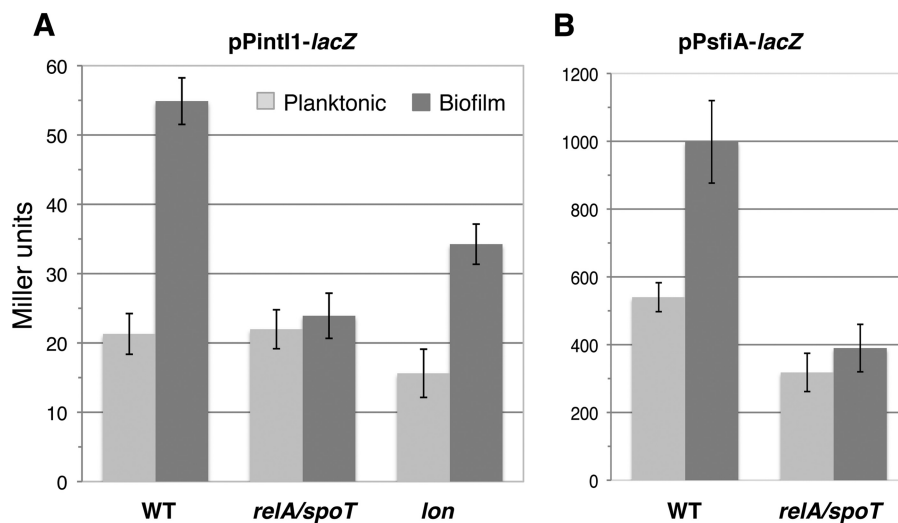 A
pPintI1-lacZ
Planktonic
Biofilm
Miller units
60
50
40
30
20
10
0
WT
relA/spoT
lon
B
pPsfiA-lacZ
1200
1000
800
600
400
200
0
WT
relA/spoT